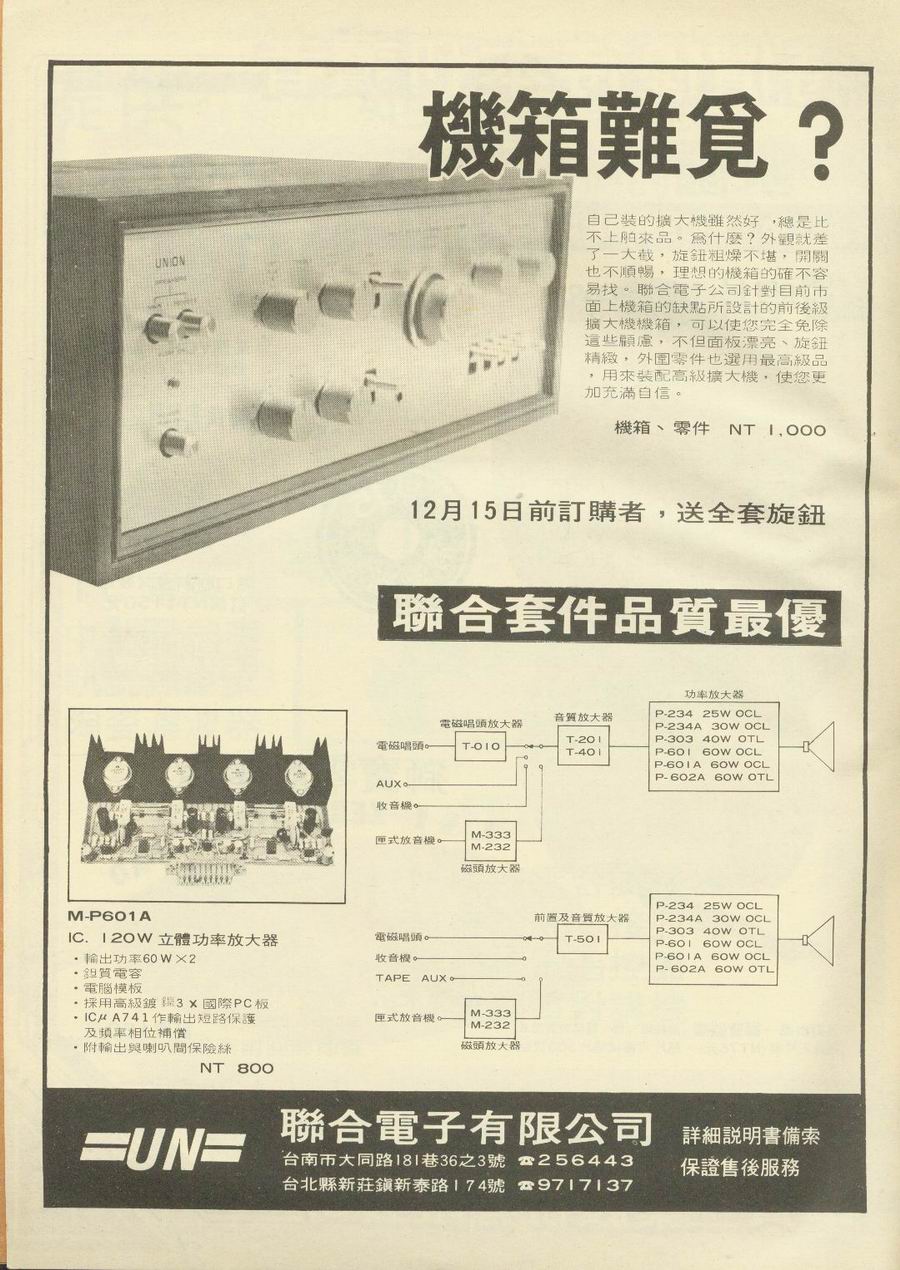 機箱難覓？
UNION
自己裝的擴大機雖然好，總是比
不上舶來品。爲什麼？外觀就差
了一大截，旋鈕粗燥不堪，開關
也不順暢，理想的機箱的確不容
易找。聯合電子公司針對目前市
面上機箱的缺點所設計的前後級
擴大機機箱，可以使您完全免除
這些顧慮，不但面板漂亮、旋鈕
精緻，外圍零件也選用最高級品
，用來裝配高級擴大機，使您更
加充滿自信。
機箱、零件 NT 1,000
12月15日前訂購者，送全套旋鈕
聯合套件品質最優
功率放大器
音質放大器
電磁唱頭放大器
電磁唱頭
T-010
T-201
T-401
P-234 25W OCL
P-234A 30W OCL
P-303 40W OTL
P-601 60W OCL
P-601A 60W OCL
P-602A 60W OTL
AUX
收音機
匣式放音機
M-333
M-232
磁頭放大器
前置及音質放大器
電磁唱頭
T-501
P-234 25W OCL
P-234A 30W OCL
P-303 40W OTL
P-601 60W OCL
P-601A 60W OCL
P-602A 60W OTL
收音機
TAPE AUX
匣式放音機
M-333
M-232
磁頭放大器
M-P601A
IC. 120W 立體功率放大器
・輸出功率60W×2
・鉭質電容
・電腦模板
・採用高級鍍 3 x 國際PC板
・ICμ A741作輸出短路保護
及頻率相位補償
・附輸出與喇叭間保險絲
NT 800
=UN=
聯合電子有限公司
台南市大同路181巷36之3號 ☎256443
台北縣新莊鎮新泰路174號 ☎9717137
詳細說明書備索
保證售後服務